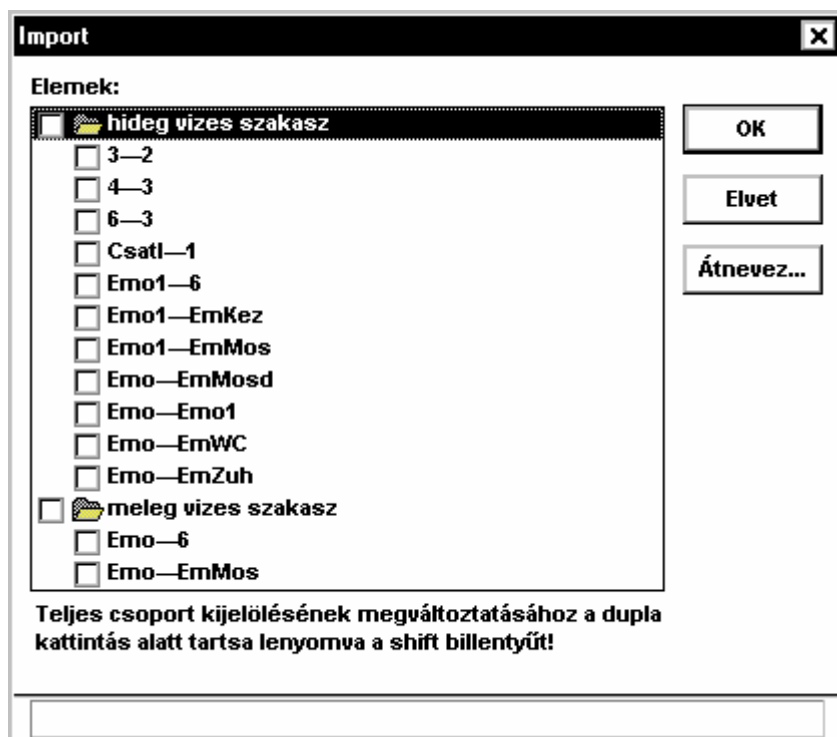 Import
Elemek:
hideg vizes szakasz
3—2
4—3
6—3
Csatl—1
Emo1—6
Emo1—EmKez
Emo1—EmMos
Emo—EmMosd
Emo—Emo1
Emo—EmWC
Emo—EmZuh
meleg vizes szakasz
Emo—6
Emo—EmMos
OK
Elvet
Átnevez...
Teljes csoport kijelölésének megváltoztatásához a dupla
kattintás alatt tartsa lenyomva a shift billentyűt!